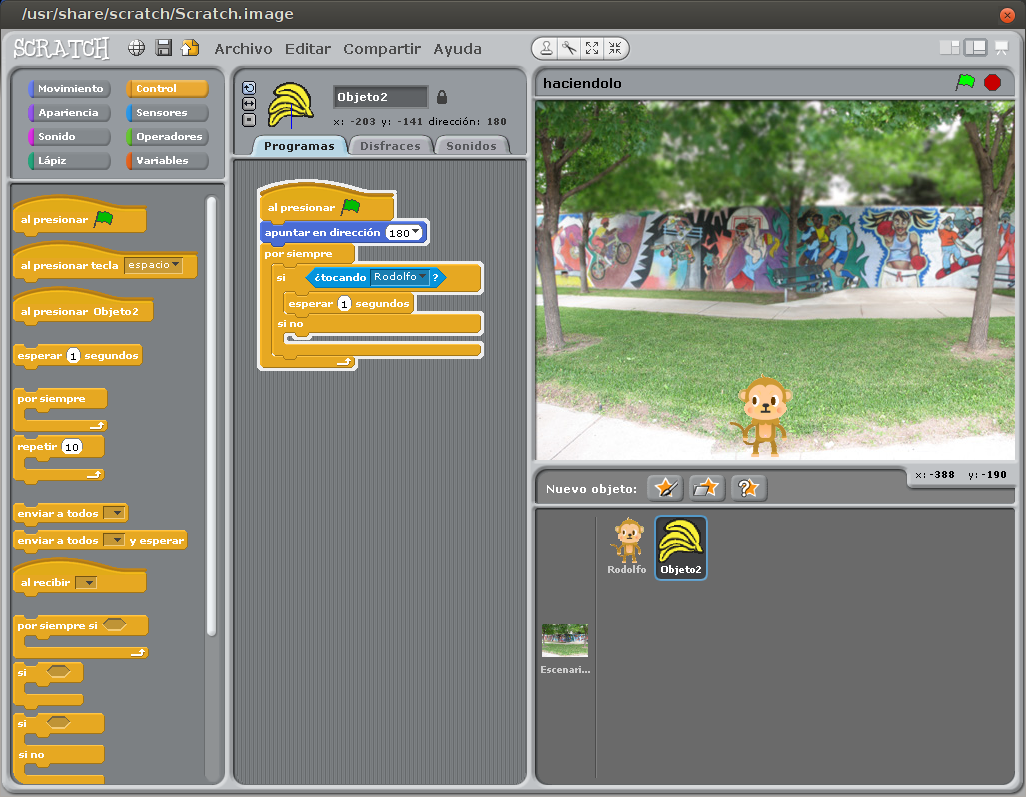 /usr/share/scratch/Scratch.image
SCRATCH Archivo Editar Compartir Ayuda
Movimiento Control
Apariencia Sensores
Sonido Operadores
Lápiz Variables
al presionar
al presionar tecla espacio
al presionar Objeto2
esperar 1 segundos
por siempre
repetir 10
enviar a todos
enviar a todos y esperar
al recibir
por siempre si
si
si
si no
Objeto2
x: -203 y: -141 dirección: 180
Programas Disfraces Sonidos
al presionar
apuntar en dirección 180
por siempre
si ¿tocando Rodolfo ?
esperar 1 segundos
si no
haciendolo
x: -388 y: -190
Nuevo objeto:
?
Rodolfo Objeto2
Escenari...